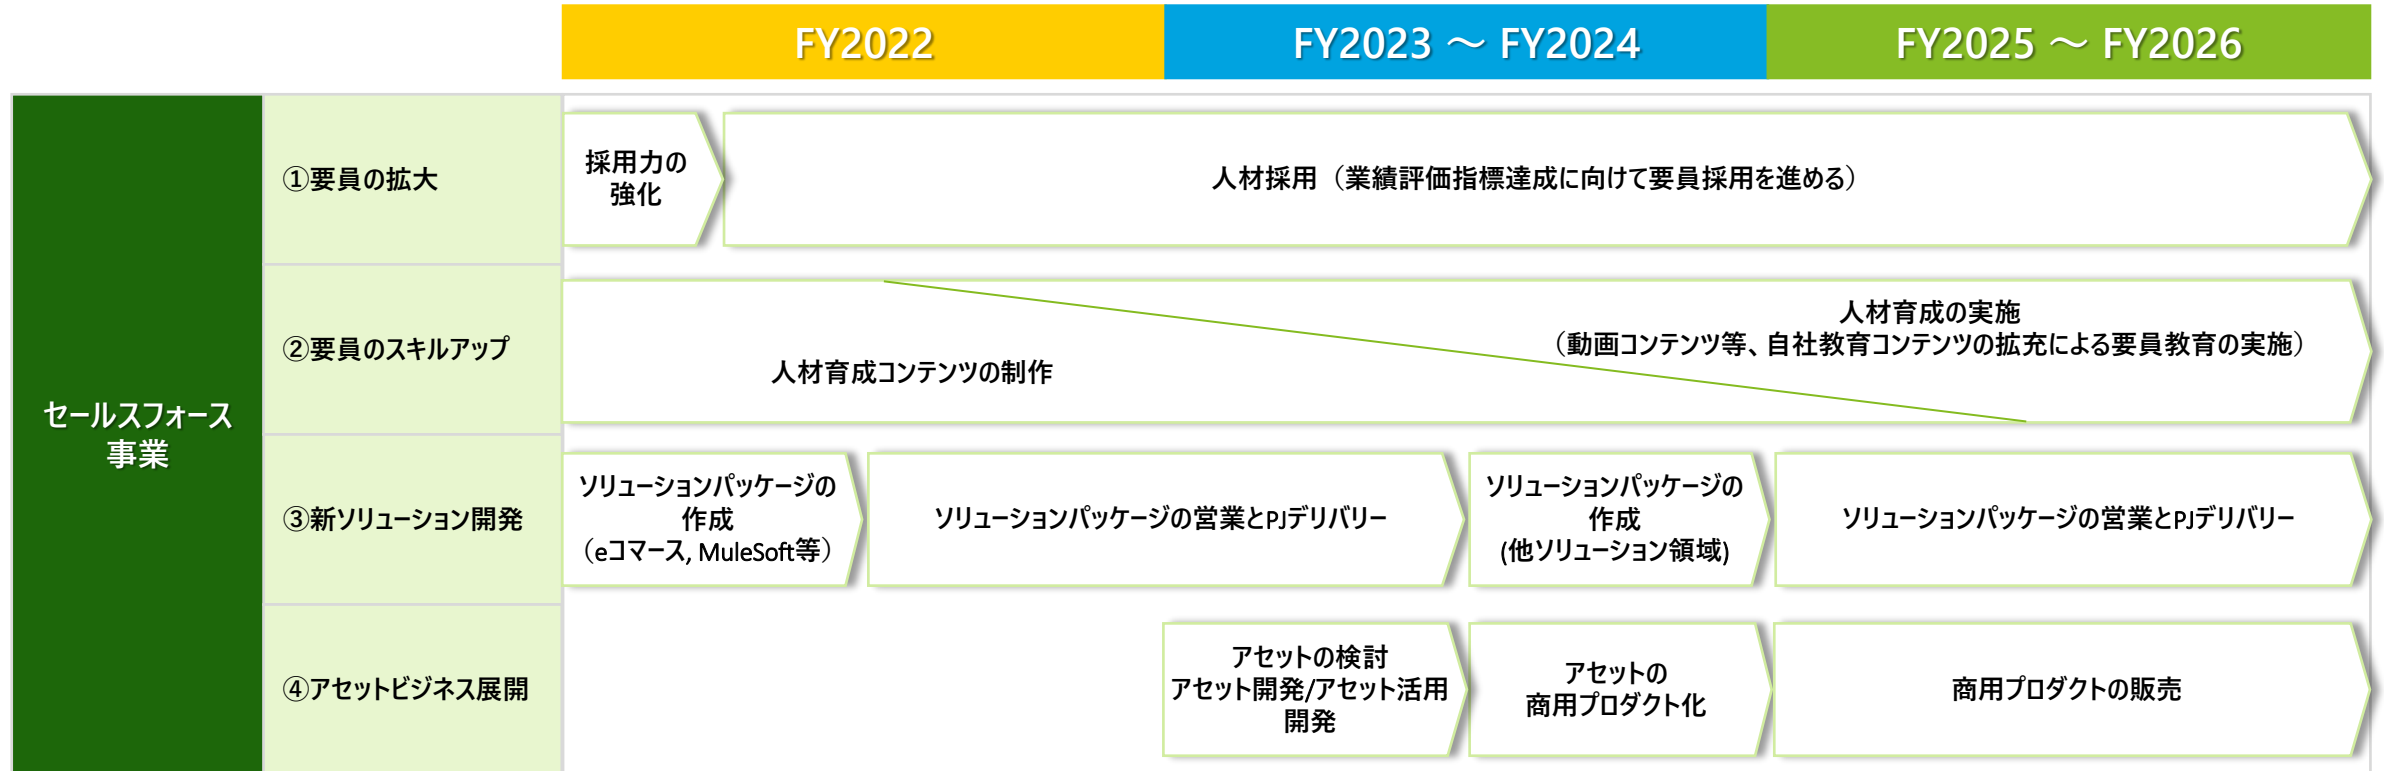 FY2022
FY2023 ～ FY2024
FY2025 ～ FY2026
セールスフォース
事業
①要員の拡大
採用力の
強化
人材採用（業績評価指標達成に向けて要員採用を進める）
②要員のスキルアップ
人材育成コンテンツの制作
人材育成の実施
（動画コンテンツ等、自社教育コンテンツの拡充による要員教育の実施）
③新ソリューション開発
ソリューションパッケージの
作成
（eコマース, MuleSoft等）
ソリューションパッケージの営業とPJデリバリー
ソリューションパッケージの
作成
(他ソリューション領域)
ソリューションパッケージの営業とPJデリバリー
④アセットビジネス展開
アセットの検討
アセット開発/アセット活用
開発
アセットの
商用プロダクト化
商用プロダクトの販売